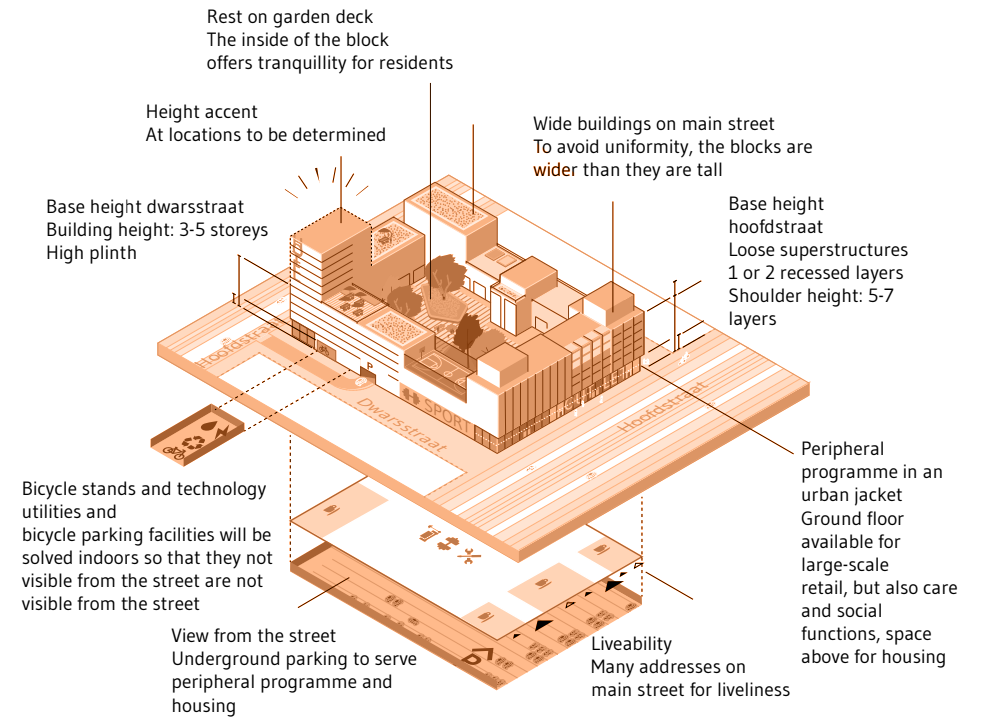 Rest on garden deck
The inside of the block
offers tranquillity for residents
Height accent
At locations to be determined
Wide buildings on main street
To avoid uniformity, the blocks are
wider than they are tall
Base height dwarsstraat
Building height: 3-5 storeys
High plinth
Base height
hoofdstraat
Loose superstructures
1 or 2 recessed layers
Shoulder height: 5-7
layers
Hoofdstraat
P
Dwarsstraat
SPORT
Hoofdstraat
Peripheral
programme in an
urban jacket
Ground floor
available for
large-scale
retail, but also care
and social
functions, space
above for housing
Bicycle stands and technology
utilities and
bicycle parking facilities will be
solved indoors so that they not
visible from the street are not
visible from the street
P
View from the street
Underground parking to serve
peripheral programme and
housing
Liveability
Many addresses on
main street for liveliness